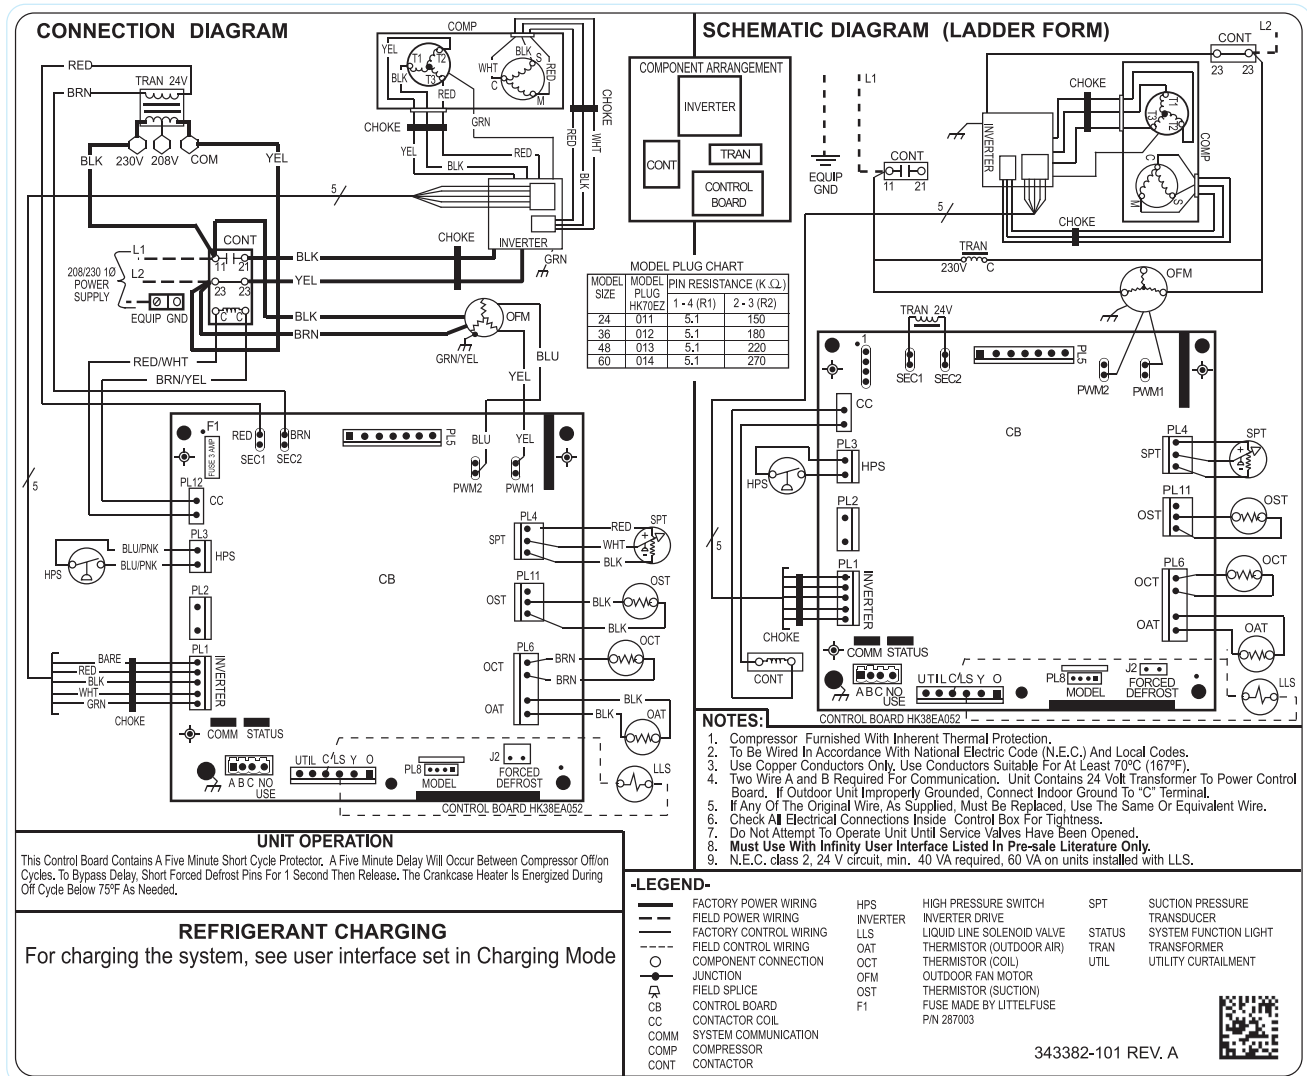 CONNECTION DIAGRAM
RED
TRAN 24V
BRN
BLK
230V 208V COM
YEL
COMP
YEL
T1
T2
T3
BLK
RED
GRN
WHT
BLK
RED
C
S
M
CHOKE
CHOKE
YEL
BLK
RED
RED
BLK
WHT
5
INVERTER
GRN
CHOKE
CONT
L1
11 21
BLK
208/230 1Ø
POWER
SUPPLY
L2
23 23
YEL
EQUIP GND
C C
BLK
BRN
OFM
GRN/YEL
BLU
YEL
RED/WHT
BRN/YEL
F1
FUSE 3 AMP
RED
BRN
SEC1 SEC2
PL5
BLU
YEL
PWM2 PWM1
PL12
CC
5
PL3
HPS
BLU/PNK
BLU/PNK
HPS
CB
PL4
SPT
RED
WHT
BLK
SPT
PL11
OST
BLK
BLK
OST
PL2
PL1
INVERTER
BARE
RED
BLK
WHT
GRN
CHOKE
PL6
OCT
BRN
BRN
OCT
OAT
BLK
BLK
OAT
COMM STATUS
A B C NO
USE
UTIL C/LS Y O
PL8
MODEL
J2
FORCED
DEFROST
LLS
CONTROL BOARD HK38EA052
COMPONENT ARRANGEMENT
INVERTER
CONT
TRAN
CONTROL
BOARD
MODEL PLUG CHART
MODEL SIZE MODEL PLUG HK70EZ PIN RESISTANCE (K Ω)
1 - 4 (R1) 2 - 3 (R2)
24 011 5.1 150
36 012 5.1 180
48 013 5.1 220
60 014 5.1 270
SCHEMATIC DIAGRAM (LADDER FORM)
L2
CONT
23 23
L1
CHOKE
INVERTER
T1
T2
T3
COMP
C
S
M
EQUIP
GND
CONT
11 21
5
CHOKE
TRAN
230V C
OFM
TRAN 24V
1
SEC1 SEC2
PL5
PWM2 PWM1
CC
CB
PL3
HPS
HPS
PL2
PL4
SPT
SPT
PL11
OST
OST
5
PL1
INVERTER
CHOKE
PL6
OCT
OCT
OAT
OAT
COMM STATUS
CONT
A B C NO
USE
UTIL C/LS Y O
PL8
MODEL
J2
FORCED
DEFROST
LLS
CONTROL BOARD HK38EA052
NOTES:
1. Compressor Furnished With Inherent Thermal Protection.
2. To Be Wired In Accordance With National Electric Code (N.E.C.) And Local Codes.
3. Use Copper Conductors Only. Use Conductors Suitable For At Least 70ºC (167ºF).
4. Two Wire A and B Required For Communication. Unit Contains 24 Volt Transformer To Power Control
Board. If Outdoor Unit Improperly Grounded, Connect Indoor Ground To “C” Terminal.
5. If Any Of The Original Wire, As Supplied, Must Be Replaced, Use The Same Or Equivalent Wire.
6. Check All Electrical Connections Inside Control Box For Tightness.
7. Do Not Attempt To Operate Unit Until Service Valves Have Been Opened.
8. Must Use With Infinity User Interface Listed In Pre-sale Literature Only.
9. N.E.C. class 2, 24 V circuit, min. 40 VA required, 60 VA on units installed with LLS.
UNIT OPERATION
This Control Board Contains A Five Minute Short Cycle Protector. A Five Minute Delay Will Occur Between Compressor Off/on
Cycles. To Bypass Delay, Short Forced Defrost Pins For 1 Second Then Release. The Crankcase Heater Is Energized During
Off Cycle Below 75ºF As Needed.
REFRIGERANT CHARGING
For charging the system, see user interface set in Charging Mode
-LEGEND-
FACTORY POWER WIRING
FIELD POWER WIRING
FACTORY CONTROL WIRING
FIELD CONTROL WIRING
COMPONENT CONNECTION
JUNCTION
FIELD SPLICE
CB CONTROL BOARD
CC CONTACTOR COIL
COMM SYSTEM COMMUNICATION
COMP COMPRESSOR
CONT CONTACTOR
HPS HIGH PRESSURE SWITCH
INVERTER INVERTER DRIVE
LLS LIQUID LINE SOLENOID VALVE
OAT THERMISTOR (OUTDOOR AIR)
OCT THERMISTOR (COIL)
OFM OUTDOOR FAN MOTOR
OST THERMISTOR (SUCTION)
F1 FUSE MADE BY LITTELFUSE
P/N 287003
SPT SUCTION PRESSURE
TRANSDUCER
STATUS SYSTEM FUNCTION LIGHT
TRAN TRANSFORMER
UTIL UTILITY CURTAILMENT
343382-101 REV. A